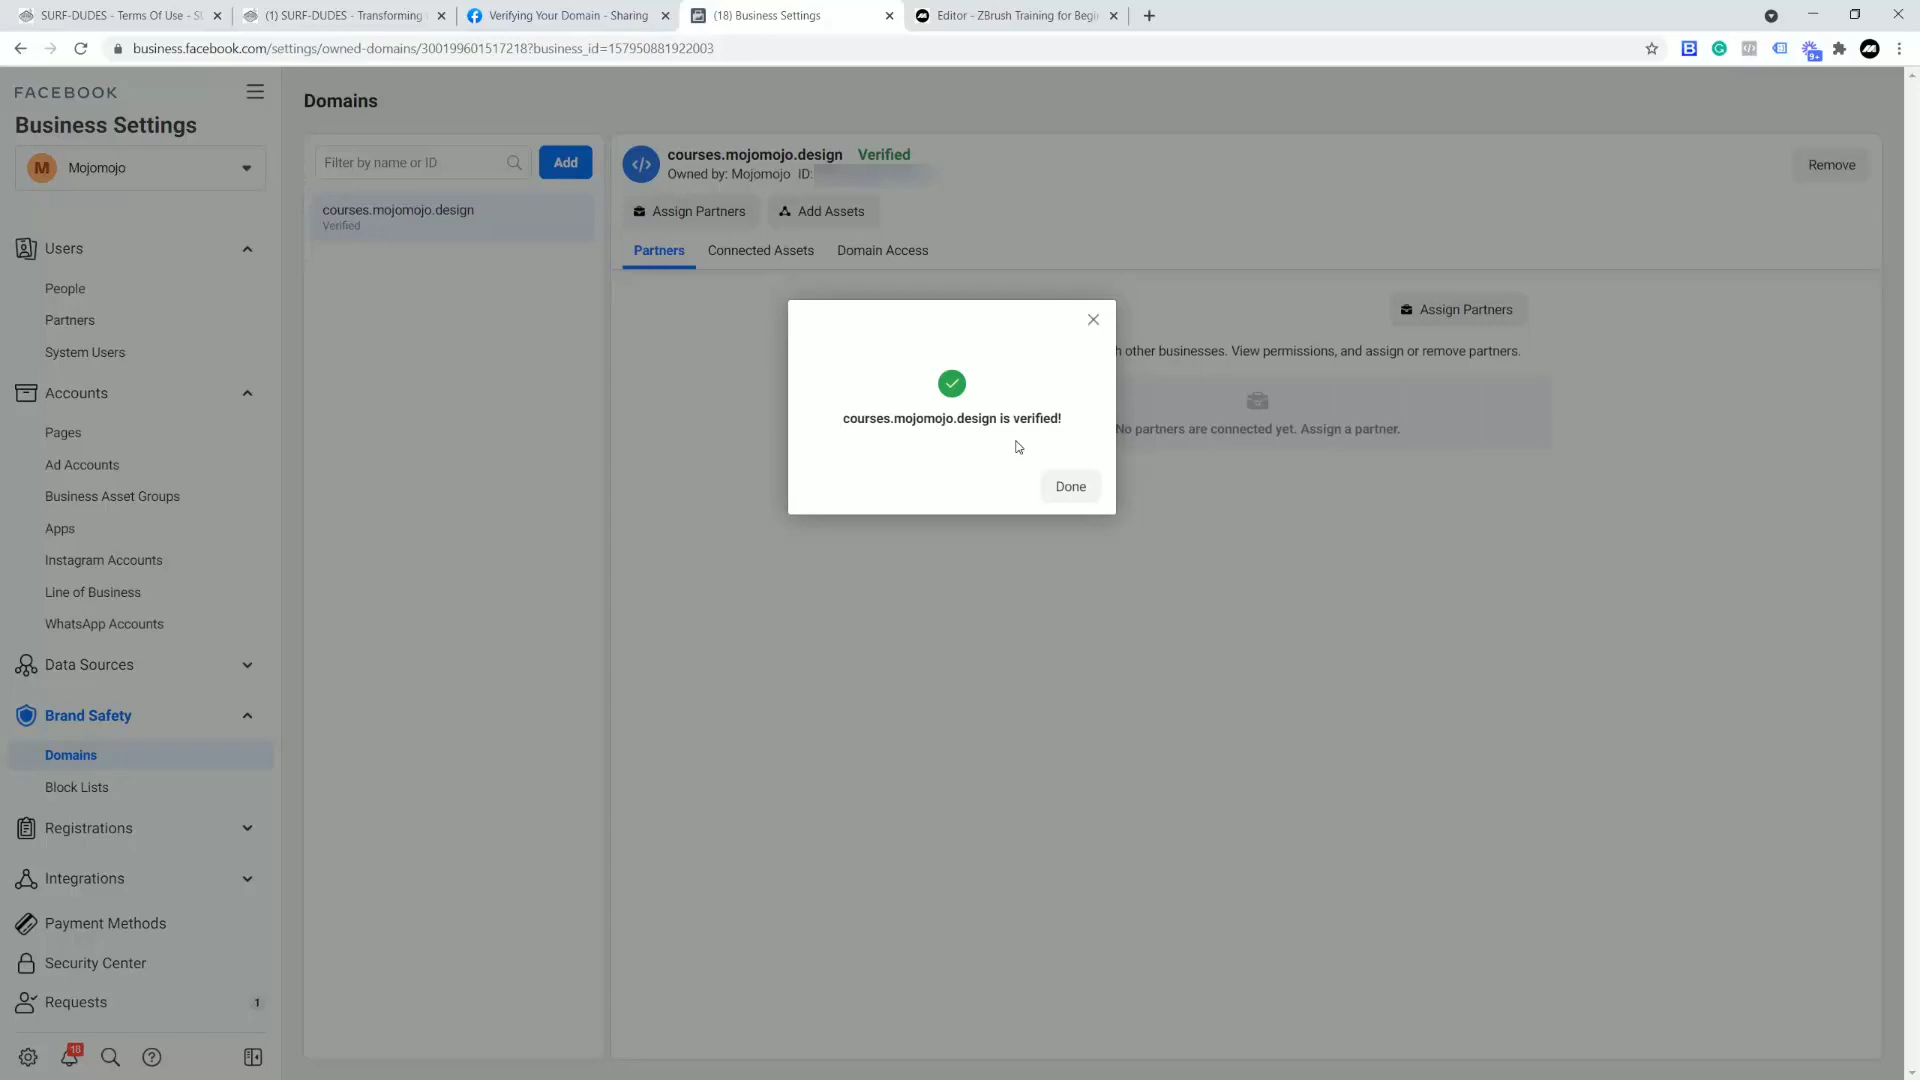 SURF-DUDES - Terms Of Use - SU
(1) SURF-DUDES - Transforming
Verifying Your Domain - Sharing
(18) Business Settings
Editor - ZBrush Training for Begi
business.facebook.com/settings/owned-domains/300199601517218?business_id=157950881922003
9+
FACEBOOK
Business Settings
M Mojomojo
Users
People
Partners
System Users
Accounts
Pages
Ad Accounts
Business Asset Groups
Apps
Instagram Accounts
Line of Business
WhatsApp Accounts
Data Sources
Brand Safety
Domains
Block Lists
Registrations
Integrations
Payment Methods
Security Center
Requests 1
18
Domains
Filter by name or ID
Add
courses.mojomojo.design
Verified
courses.mojomojo.design Verified
Owned by: Mojomojo ID:
Remove
Assign Partners
Add Assets
Partners
Connected Assets
Domain Access
Assign Partners
h other businesses. View permissions, and assign or remove partners.
No partners are connected yet. Assign a partner.
courses.mojomojo.design is verified!
Done